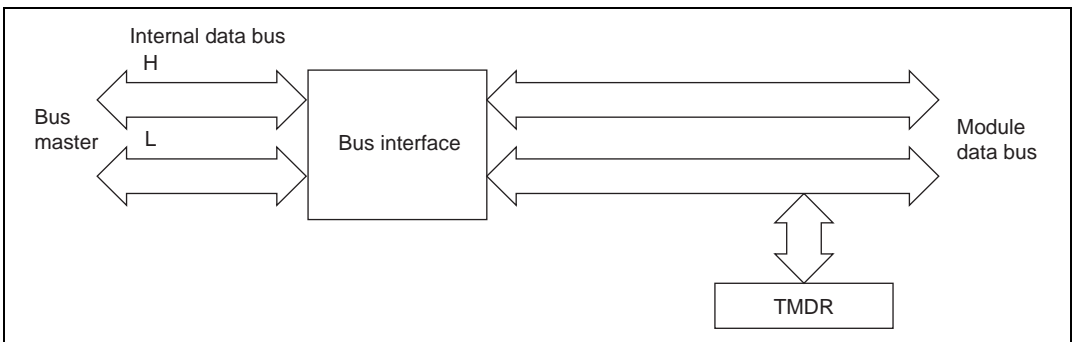 Internal data bus
H
Bus
master
L
Bus interface
Module
data bus
TMDR